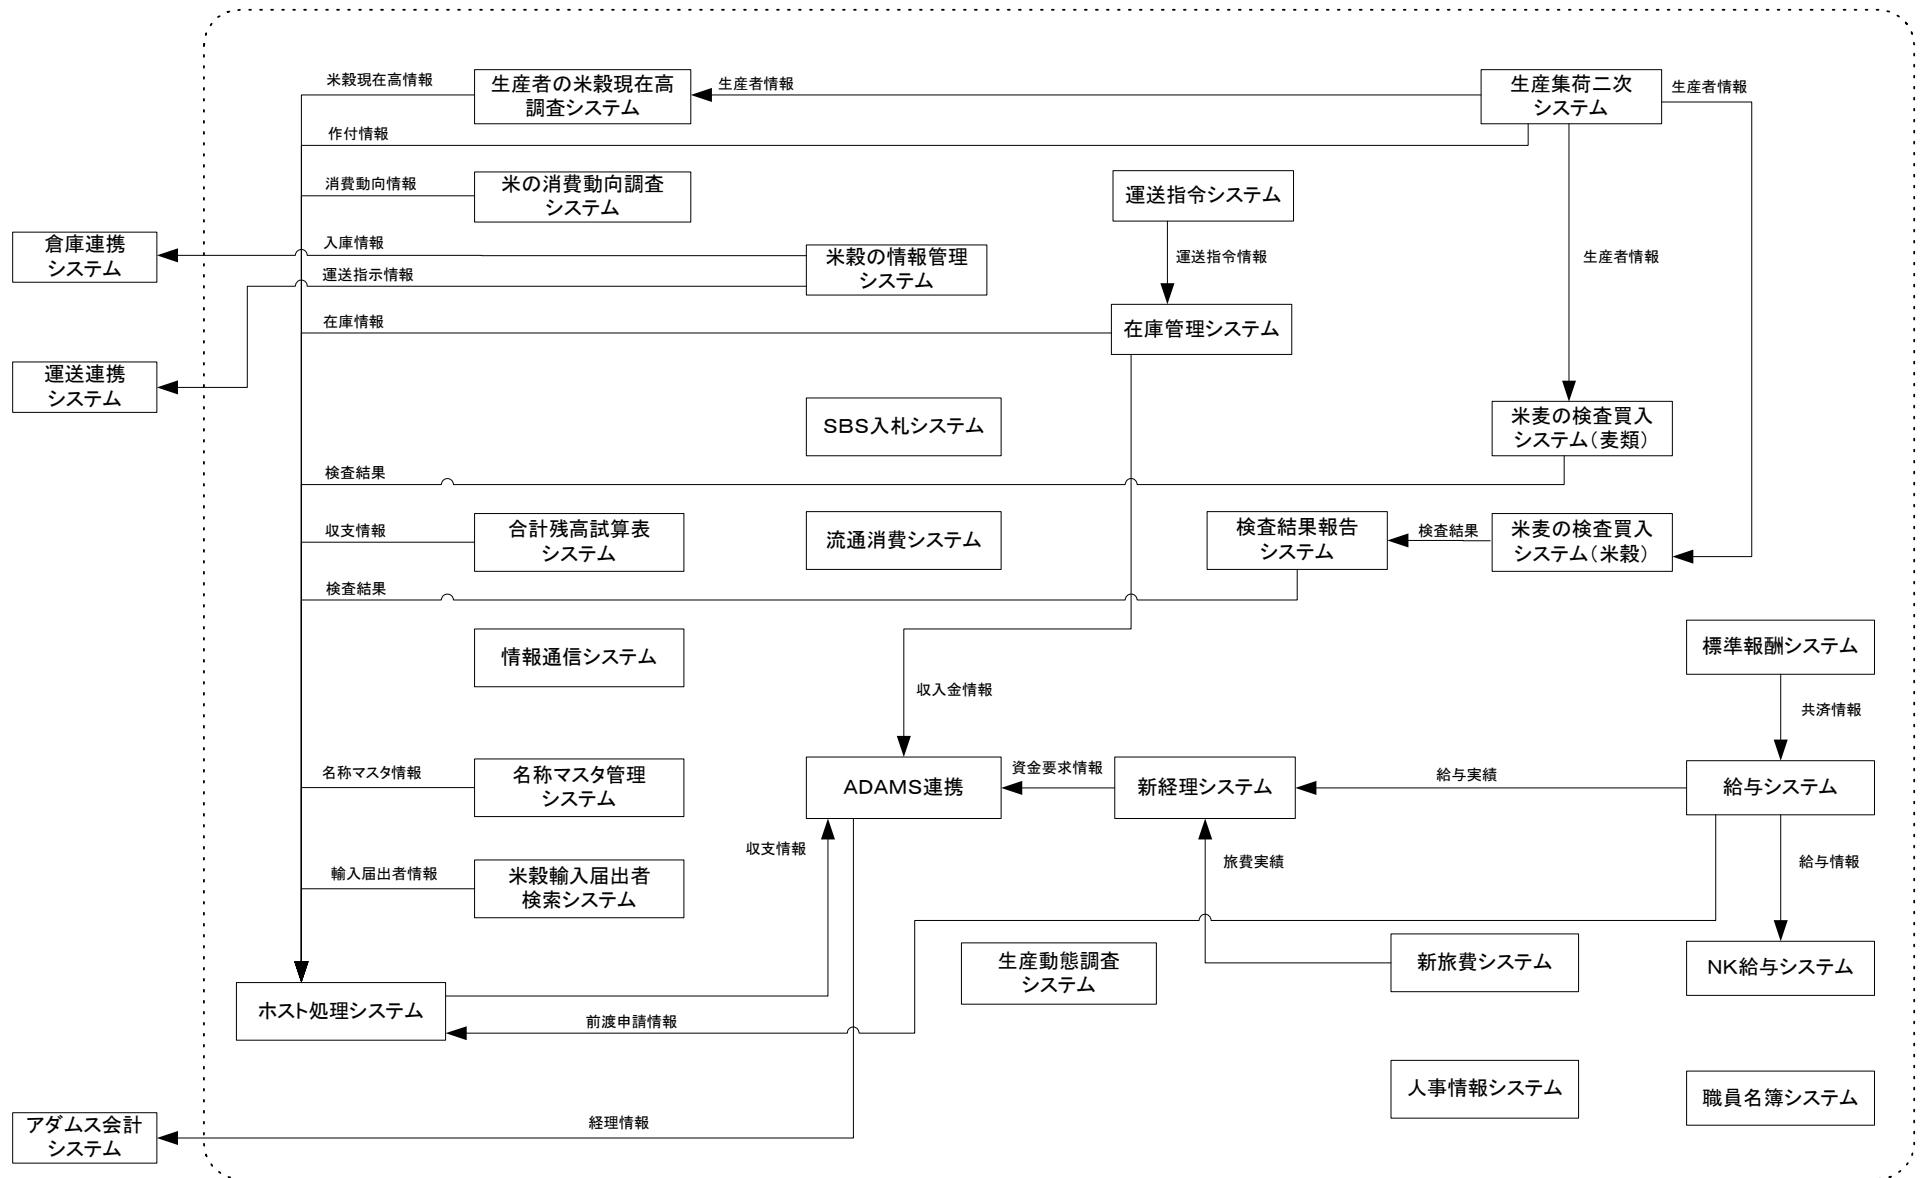 米穀現在高情報
生産者の米穀現在高
調査システム
生産者情報
生産集荷二次
システム
生産者情報
作付情報
消費動向情報
米の消費動向調査
システム
運送指令システム
倉庫連携
システム
入庫情報
米穀の情報管理
システム
運送指令情報
生産者情報
運送指示情報
在庫情報
在庫管理システム
運送連携
システム
SBS入札システム
米麦の検査買入
システム(麦類)
検査結果
収支情報
合計残高試算表
システム
流通消費システム
検査結果報告
システム
検査結果
米麦の検査買入
システム(米穀)
検査結果
情報通信システム
標準報酬システム
収入金情報
共済情報
名称マスタ情報
名称マスタ管理
システム
ADAMS連携
資金要求情報
新経理システム
給与実績
給与システム
収支情報
旅費実績
給与情報
輸入届出者情報
米穀輸入届出者
検索システム
生産動態調査
システム
新旅費システム
NK給与システム
ホスト処理システム
前渡申請情報
人事情報システム
職員名簿システム
アダムス会計
システム
経理情報